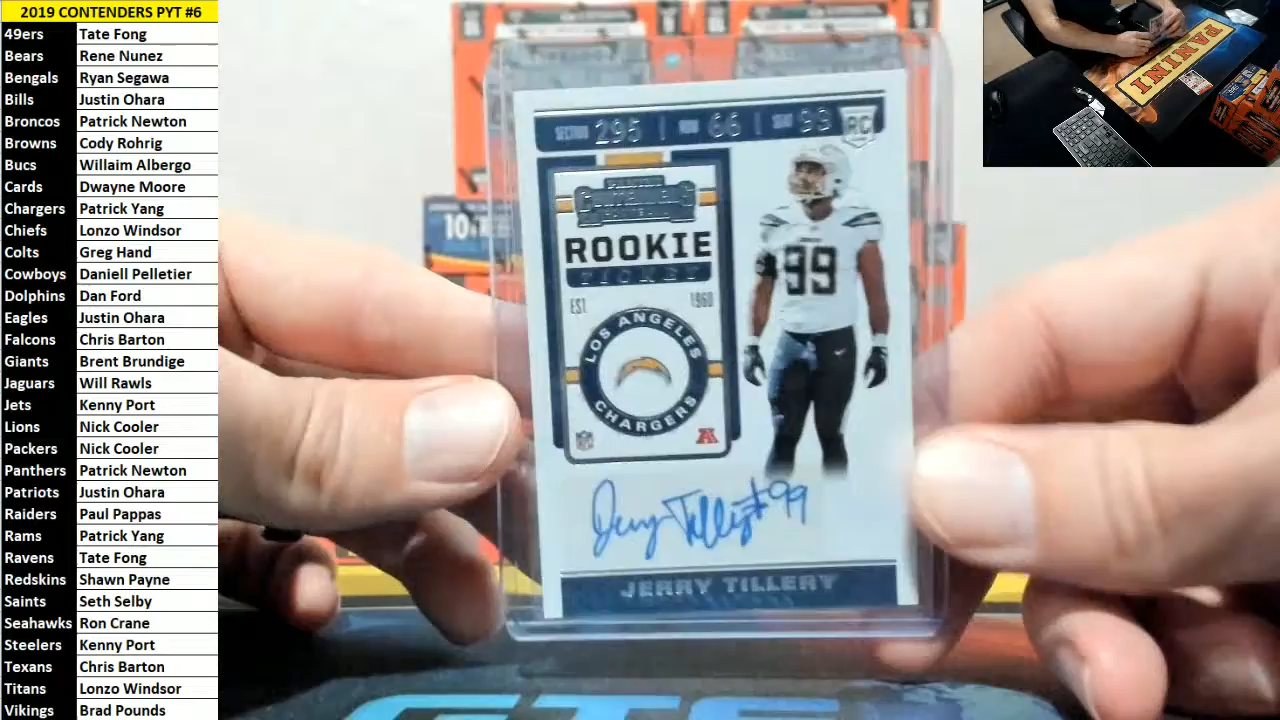 2019 CONTENDERS PYT #6
49ers Tate Fong
Bears Rene Nunez
Bengals Ryan Segawa
Bills Justin Ohara
Broncos Patrick Newton
Browns Cody Rohrig
Bucs Willaim Albergo
Cards Dwayne Moore
Chargers Patrick Yang
Chiefs Lonzo Windsor
Colts Greg Hand
Cowboys Daniell Pelletier
Dolphins Dan Ford
Eagles Justin Ohara
Falcons Chris Barton
Giants Brent Brundige
Jaguars Will Rawls
Jets Kenny Port
Lions Nick Cooler
Packers Nick Cooler
Panthers Patrick Newton
Patriots Justin Ohara
Raiders Paul Pappas
Rams Patrick Yang
Ravens Tate Fong
Redskins Shawn Payne
Saints Seth Selby
Seahawks Ron Crane
Steelers Kenny Port
Texans Chris Barton
Titans Lonzo Windsor
Vikings Brad Pounds
SECTION 295 | ROW 66 | SEAT 99
RC
CONTENDERS
ROOKIE
TICKET
EST 1960
LOS ANGELES
CHARGERS
99
Jerry Tillery #99
JERRY TILLERY
PANINI
10